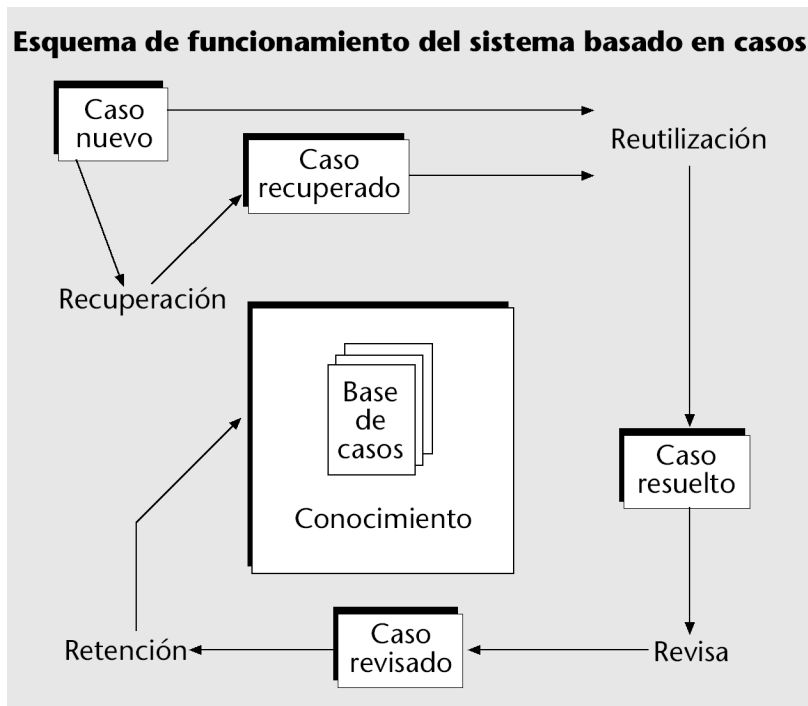 Esquema de funcionamiento del sistema basado en casos
Caso
nuevo
Reutilización
Caso
recuperado
Recuperación
Base
de
casos
Conocimiento
Caso
resuelto
Retención
Caso
revisado
Revisa